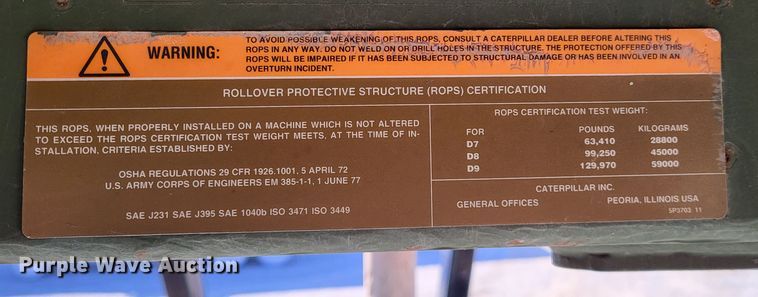 WARNING:
TO AVOID POSSIBLE WEAKENING OF THIS ROPS, CONSULT A CATERPILLAR DEALER BEFORE ALTERING THIS
ROPS IN ANY WAY. DO NOT WELD ON OR DRILL HOLES IN THE STRUCTURE. THE PROTECTION OFFERED BY THIS
ROPS WILL BE IMPAIRED IF IT HAS BEEN SUBJECTED TO STRUCTURAL DAMAGE OR HAS BEEN INVOLVED IN AN
OVERTURN INCIDENT.
ROLLOVER PROTECTIVE STRUCTURE (ROPS) CERTIFICATION
THIS ROPS, WHEN PROPERLY INSTALLED ON A MACHINE WHICH IS NOT ALTERED
TO EXCEED THE ROPS CERTIFICATION TEST WEIGHT MEETS, AT THE TIME OF IN-
STALLATION, CRITERIA ESTABLISHED BY:
OSHA REGULATIONS 29 CFR 1926.1001, 5 APRIL 72
U.S. ARMY CORPS OF ENGINEERS EM 385-1-1, 1 JUNE 77
SAE J231 SAE J395 SAE 1040b ISO 3471 ISO 3449
ROPS CERTIFICATION TEST WEIGHT:
FOR POUNDS KILOGRAMS
D7 63,410 28800
D8 99,250 45000
D9 129,970 59000
CATERPILLAR INC.
GENERAL OFFICES PEORIA, ILLINOIS USA
5P3703 11
Purple Wave Auction